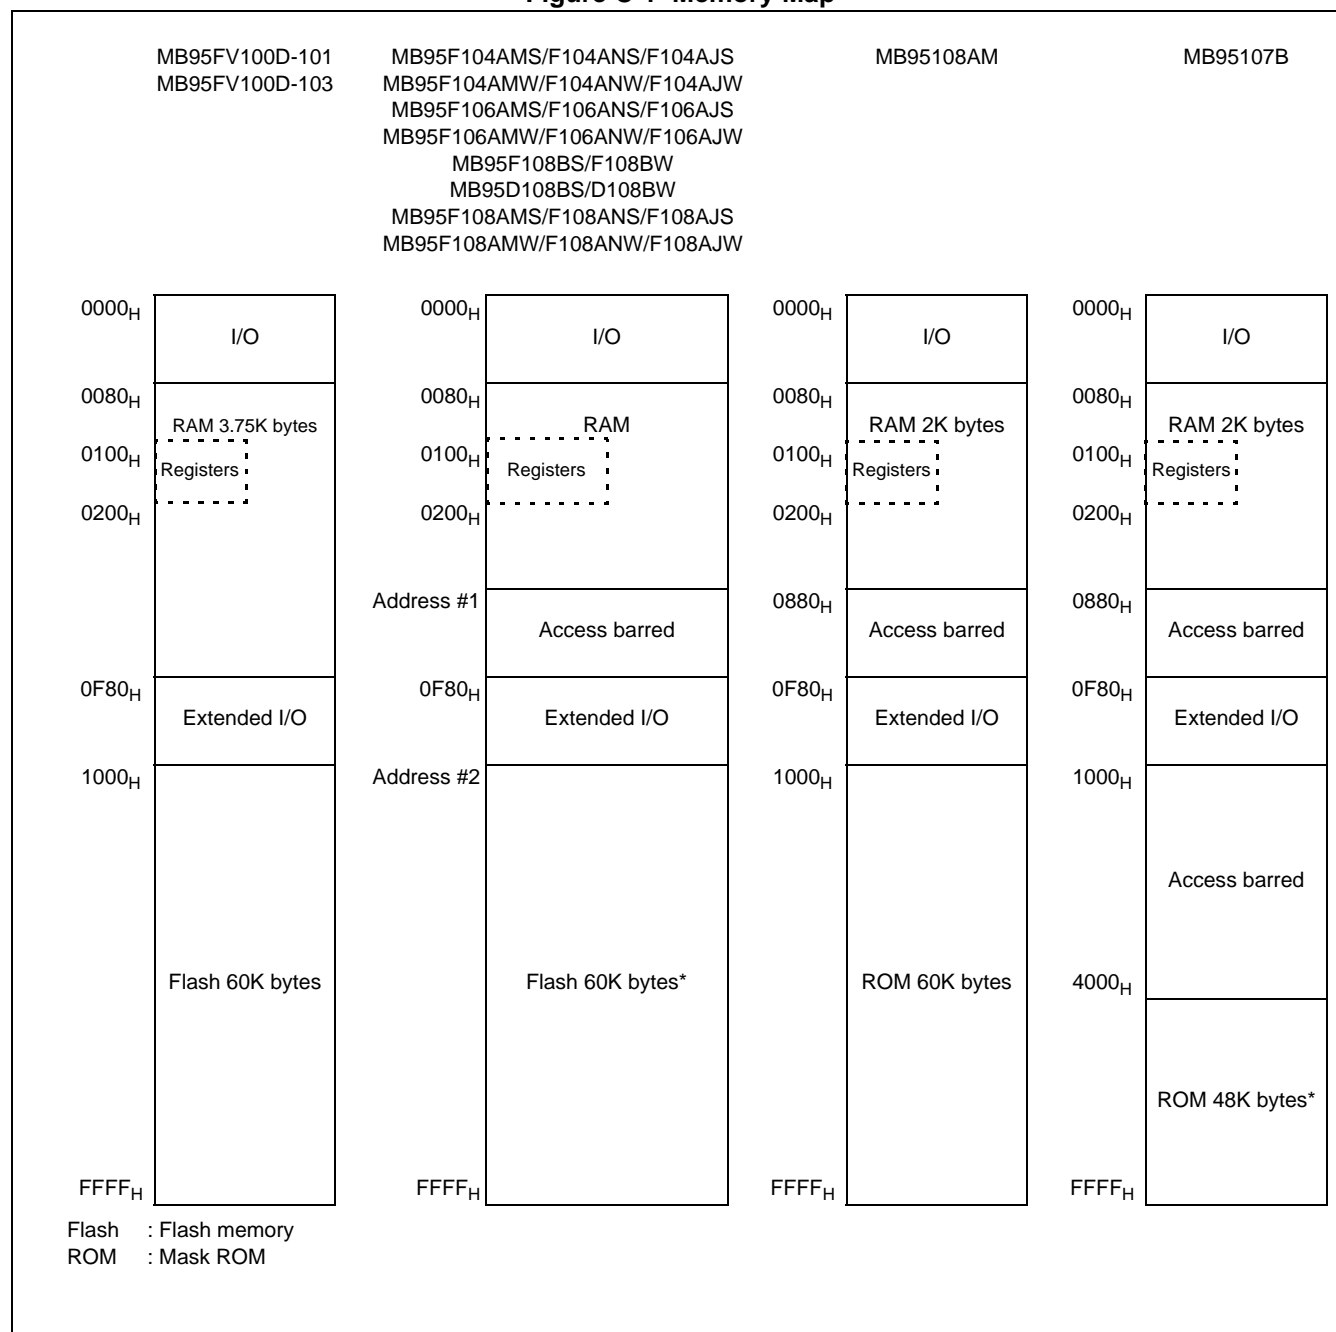 MB95FV100D-101
MB95FV100D-103
MB95F104AMS/F104ANS/F104AJS
MB95F104AMW/F104ANW/F104AJW
MB95F106AMS/F106ANS/F106AJS
MB95F106AMW/F106ANW/F106AJW
MB95F108BS/F108BW
MB95D108BS/D108BW
MB95F108AMS/F108ANS/F108AJS
MB95F108AMW/F108ANW/F108AJW
MB95108AM
MB95107B
0000H
I/O
0080H
RAM 3.75K bytes
0100H
Registers
0200H
0F80H
Extended I/O
1000H
Flash 60K bytes
FFFFH
0000H
I/O
0080H
RAM
0100H
Registers
0200H
Address #1
Access barred
0F80H
Extended I/O
Address #2
Flash 60K bytes*
FFFFH
0000H
I/O
0080H
RAM 2K bytes
0100H
Registers
0200H
0880H
Access barred
0F80H
Extended I/O
1000H
ROM 60K bytes
FFFFH
0000H
I/O
0080H
RAM 2K bytes
0100H
Registers
0200H
0880H
Access barred
0F80H
Extended I/O
1000H
Access barred
4000H
ROM 48K bytes*
FFFFH
Flash : Flash memory
ROM : Mask ROM